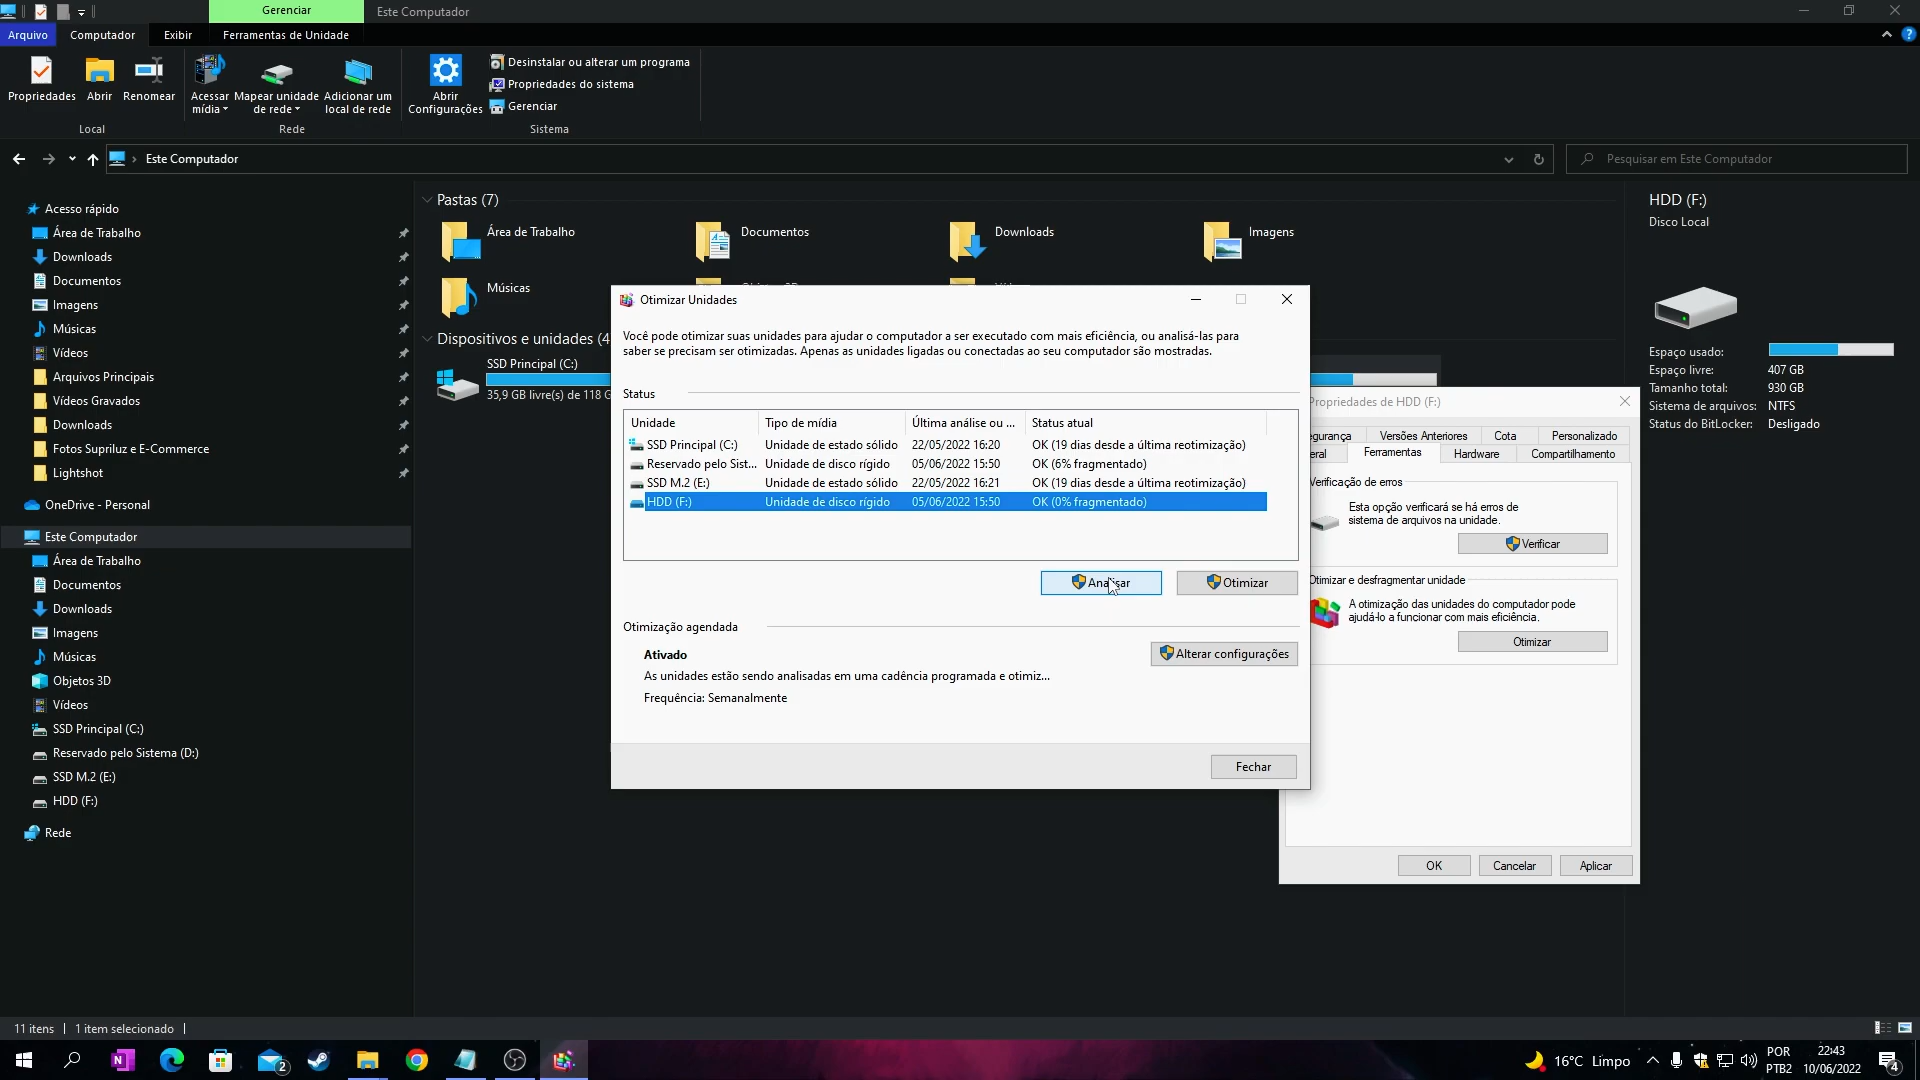 Gerenciar
Este Computador
Arquivo
Computador
Exibir
Ferramentas de Unidade
Propriedades
Abrir
Renomear
Acessar mídia
Mapear unidade de rede
Adicionar um local de rede
Abrir Configurações
Desinstalar ou alterar um programa
Propriedades do sistema
Gerenciar
Local
Rede
Sistema
Este Computador
Pesquisar em Este Computador
Acesso rápido
Área de Trabalho
Downloads
Documentos
Imagens
Músicas
Vídeos
Arquivos Principais
Vídeos Gravados
Downloads
Fotos Supriluz e E-Commerce
Lightshot
OneDrive - Personal
Este Computador
Área de Trabalho
Documentos
Downloads
Imagens
Músicas
Objetos 3D
Vídeos
SSD Principal (C:)
Reservado pelo Sistema (D:)
SSD M.2 (E:)
HDD (F:)
Rede
Pastas (7)
Área de Trabalho
Documentos
Downloads
Imagens
Músicas
Dispositivos e unidades (4
SSD Principal (C:)
35,9 GB livre(s) de 118 G
Otimizar Unidades
Você pode otimizar suas unidades para ajudar o computador a ser executado com mais eficiência, ou analisá-las para
saber se precisam ser otimizadas. Apenas as unidades ligadas ou conectadas ao seu computador são mostradas.
Status
Unidade Tipo de mídia Última análise ou ... Status atual
SSD Principal (C:) Unidade de estado sólido 22/05/2022 16:20 OK (19 dias desde a última reotimização)
Reservado pelo Sist... Unidade de disco rígido 05/06/2022 15:50 OK (6% fragmentado)
SSD M.2 (E:) Unidade de estado sólido 22/05/2022 16:21 OK (19 dias desde a última reotimização)
HDD (F:) Unidade de disco rígido 05/06/2022 15:50 OK (0% fragmentado)
Analisar
Otimizar
Otimização agendada
Ativado
Alterar configurações
As unidades estão sendo analisadas em uma cadência programada e otimiz...
Frequência: Semanalmente
Fechar
Propriedades de HDD (F:)
egurança
Versões Anteriores
Cota
Personalizado
eral
Ferramentas
Hardware
Compartilhamento
Verificação de erros
Esta opção verificará se há erros de
sistema de arquivos na unidade.
Verificar
Otimizar e desfragmentar unidade
A otimização das unidades do computador pode
ajudá-lo a funcionar com mais eficiência.
Otimizar
OK
Cancelar
Aplicar
HDD (F:)
Disco Local
Espaço usado:
Espaço livre: 407 GB
Tamanho total: 930 GB
Sistema de arquivos: NTFS
Status do BitLocker: Desligado
11 itens
1 item selecionado
2
16°C Limpo
POR
PTB2
22:43
10/06/2022
4